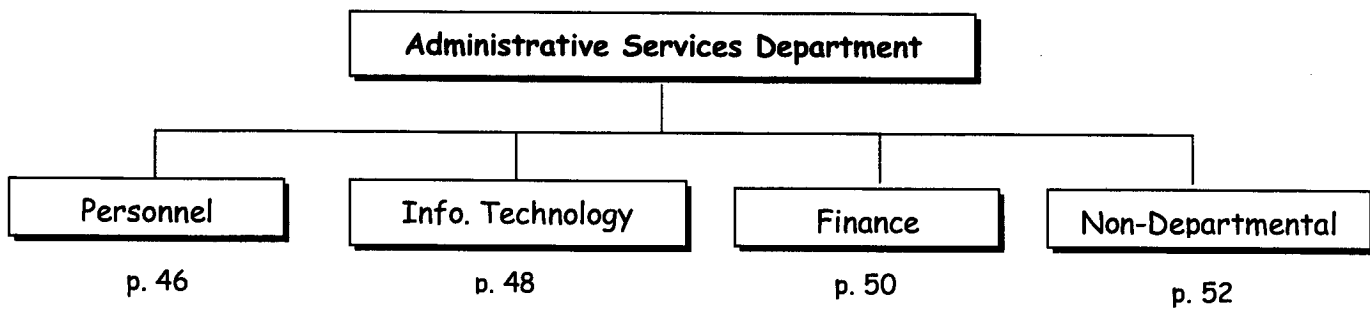 Administrative Services Department
Personnel
Info. Technology
Finance
Non-Departmental
p. 46
p. 48
p. 50
p. 52